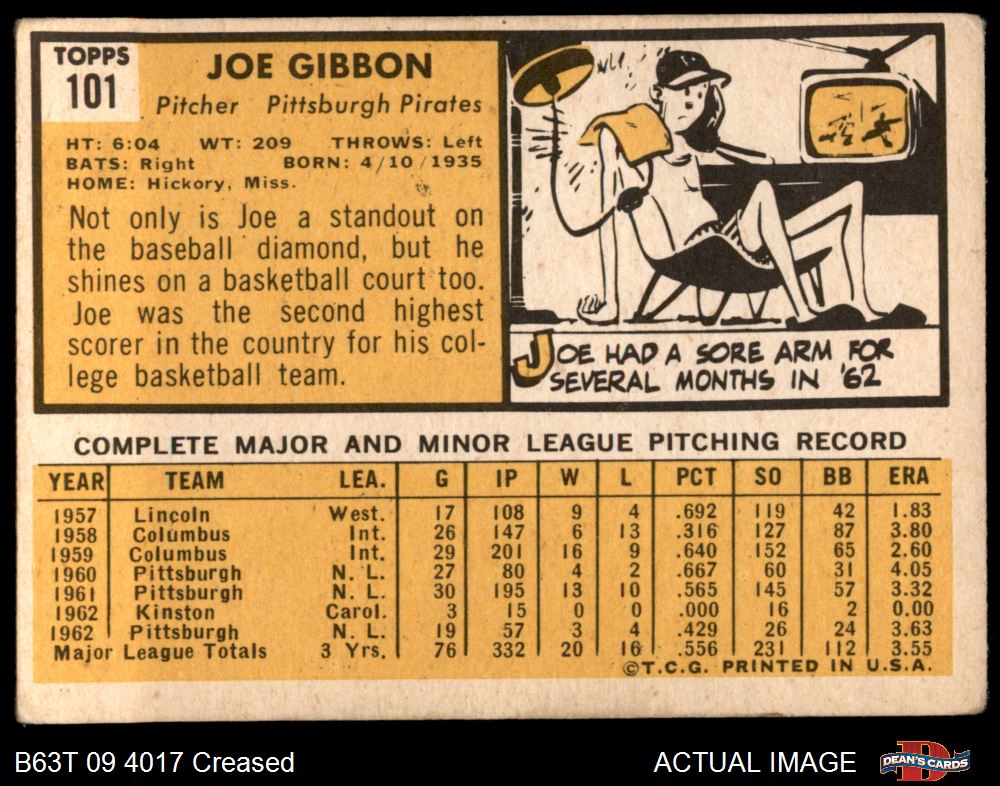 TOPPS
101
JOE GIBBON
Pitcher Pittsburgh Pirates
HT: 6:04 WT: 209 THROWS: Left
BATS: Right BORN: 4/10/1935
HOME: Hickory, Miss.
Not only is Joe a standout on
the baseball diamond, but he
shines on a basketball court too.
Joe was the second highest
scorer in the country for his col-
lege basketball team.
JOE HAD A SORE ARM FOR
SEVERAL MONTHS IN '62
COMPLETE MAJOR AND MINOR LEAGUE PITCHING RECORD
YEAR TEAM LEA. G IP W L PCT SO BB ERA
1957 Lincoln West. 17 108 9 4 .692 119 42 1.83
1958 Columbus Int. 26 147 6 13 .316 127 87 3.80
1959 Columbus Int. 29 201 16 9 .640 152 65 2.60
1960 Pittsburgh N. L. 27 80 4 2 .667 60 31 4.05
1961 Pittsburgh N. L. 30 195 13 10 .565 145 57 3.32
1962 Kinston Carol. 3 15 0 0 .000 16 2 0.00
1962 Pittsburgh N. L. 19 57 3 4 .429 26 24 3.63
Major League Totals 3 Yrs. 76 332 20 16 .556 231 112 3.55
©T.C.G. PRINTED IN U.S.A.
B63T 09 4017 Creased
ACTUAL IMAGE
D
DEAN'S CARDS